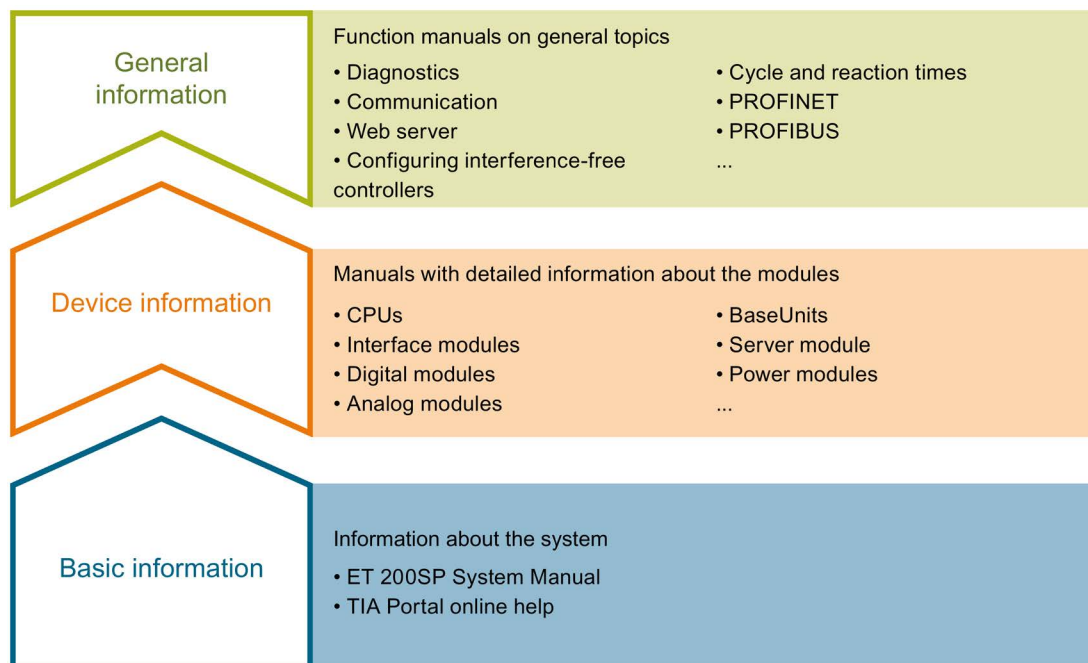 General
information
Function manuals on general topics
• Diagnostics
• Communication
• Web server
• Configuring interference-free
controllers
• Cycle and reaction times
• PROFINET
• PROFIBUS
...
Device information
Manuals with detailed information about the modules
• CPUs
• Interface modules
• Digital modules
• Analog modules
• BaseUnits
• Server module
• Power modules
...
Basic information
Information about the system
• ET 200SP System Manual
• TIA Portal online help